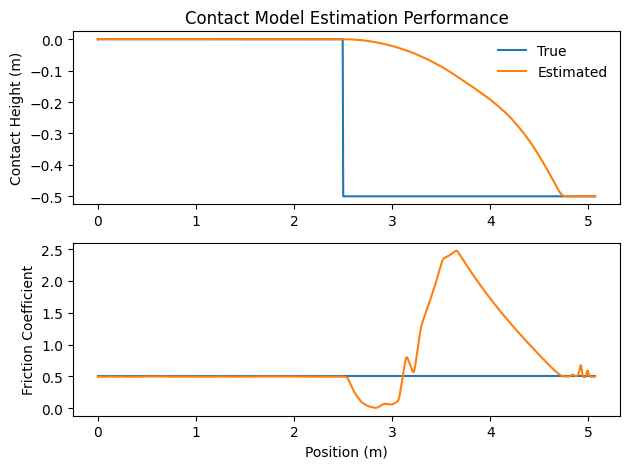 Contact Model Estimation Performance
Contact Height (m)
0.0
−0.1
−0.2
−0.3
−0.4
−0.5
True
Estimated
0 1 2 3 4 5
Friction Coefficient
2.5
2.0
1.5
1.0
0.5
0.0
0 1 2 3 4 5
Position (m)